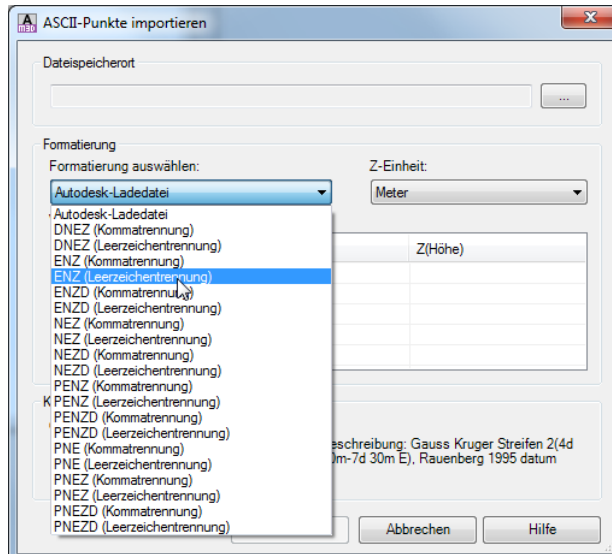 ASCII-Punkte importieren
Dateispeicherort
...
Formatierung
Formatierung auswählen:
Z-Einheit:
Autodesk-Ladedatei
Meter
Autodesk-Ladedatei
DNEZ (Kommatrennung)
DNEZ (Leerzeichentrennung)
Z(Höhe)
ENZ (Kommatrennung)
ENZ (Leerzeichentrennung)
ENZD (Kommatrennung)
ENZD (Leerzeichentrennung)
NEZ (Kommatrennung)
NEZ (Leerzeichentrennung)
NEZD (Kommatrennung)
NEZD (Leerzeichentrennung)
PENZ (Kommatrennung)
PENZ (Leerzeichentrennung)
PENZD (Kommatrennung)
PENZD (Leerzeichentrennung)
PNE (Kommatrennung)
PNE (Leerzeichentrennung)
PNEZ (Kommatrennung)
PNEZ (Leerzeichentrennung)
PNEZD (Kommatrennung)
PNEZD (Leerzeichentrennung)
K
eschreibung: Gauss Kruger Streifen 2(4d
0m-7d 30m E), Rauenberg 1995 datum
Abbrechen
Hilfe